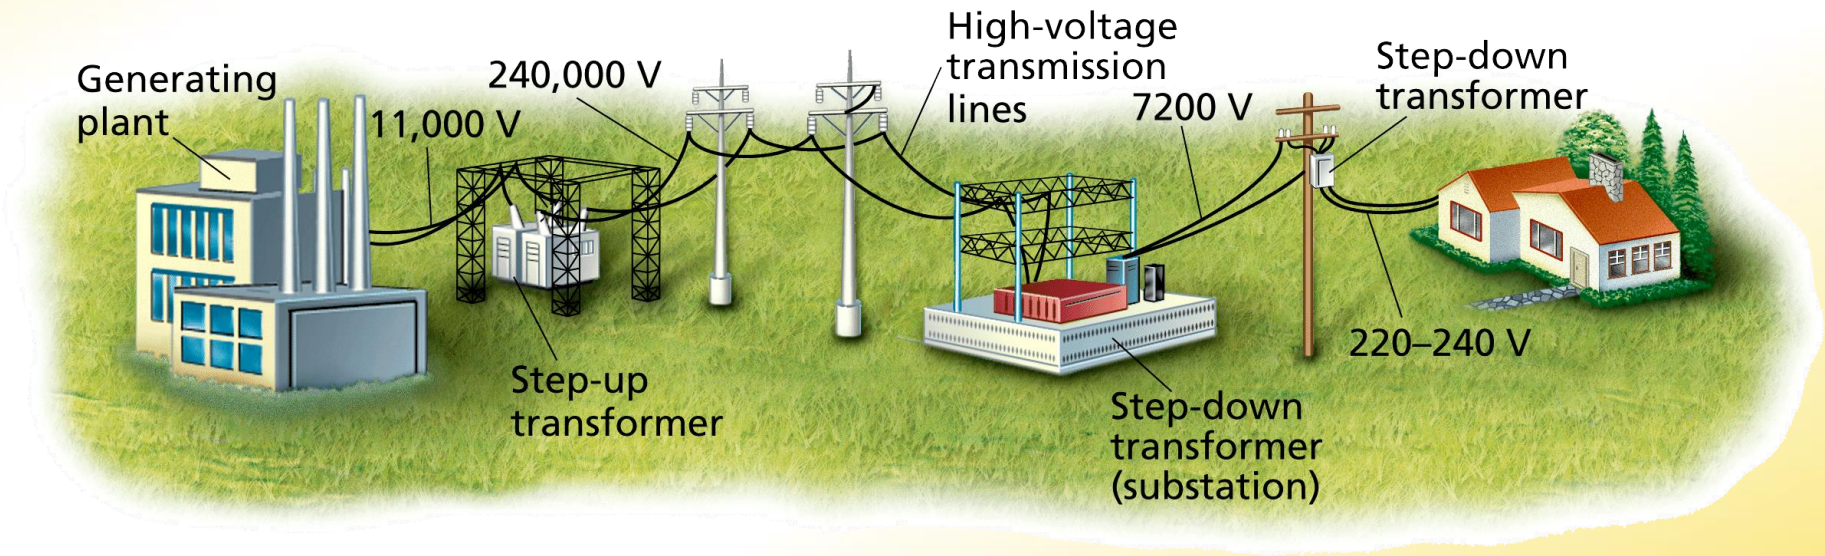 Generating
plant
11,000 V
240,000 V
High-voltage
transmission
lines
7200 V
Step-down
transformer
Step-up
transformer
Step-down
transformer
(substation)
220–240 V